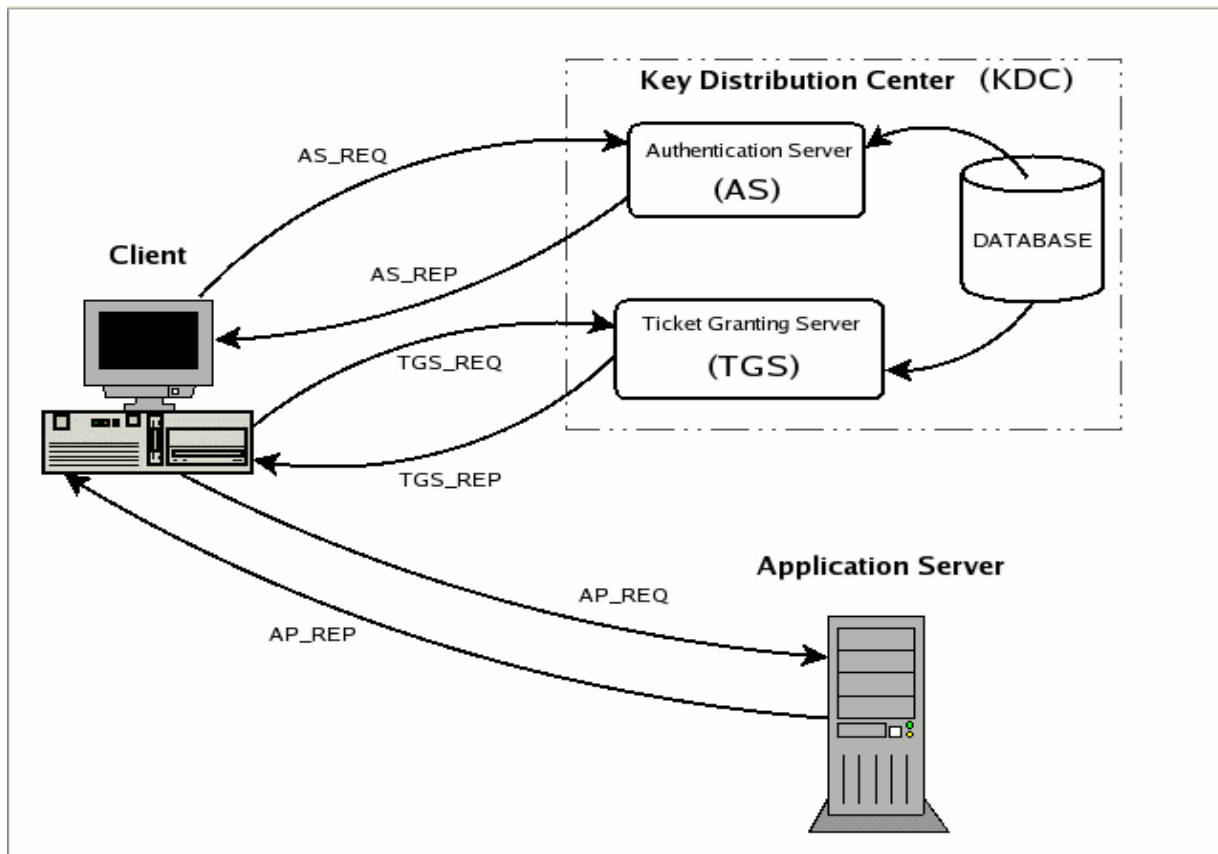 Key Distribution Center (KDC)
AS_REQ
Authentication Server
(AS)
DATABASE
Client
AS_REP
Ticket Granting Server
(TGS)
TGS_REQ
TGS_REP
Application Server
AP_REQ
AP_REP